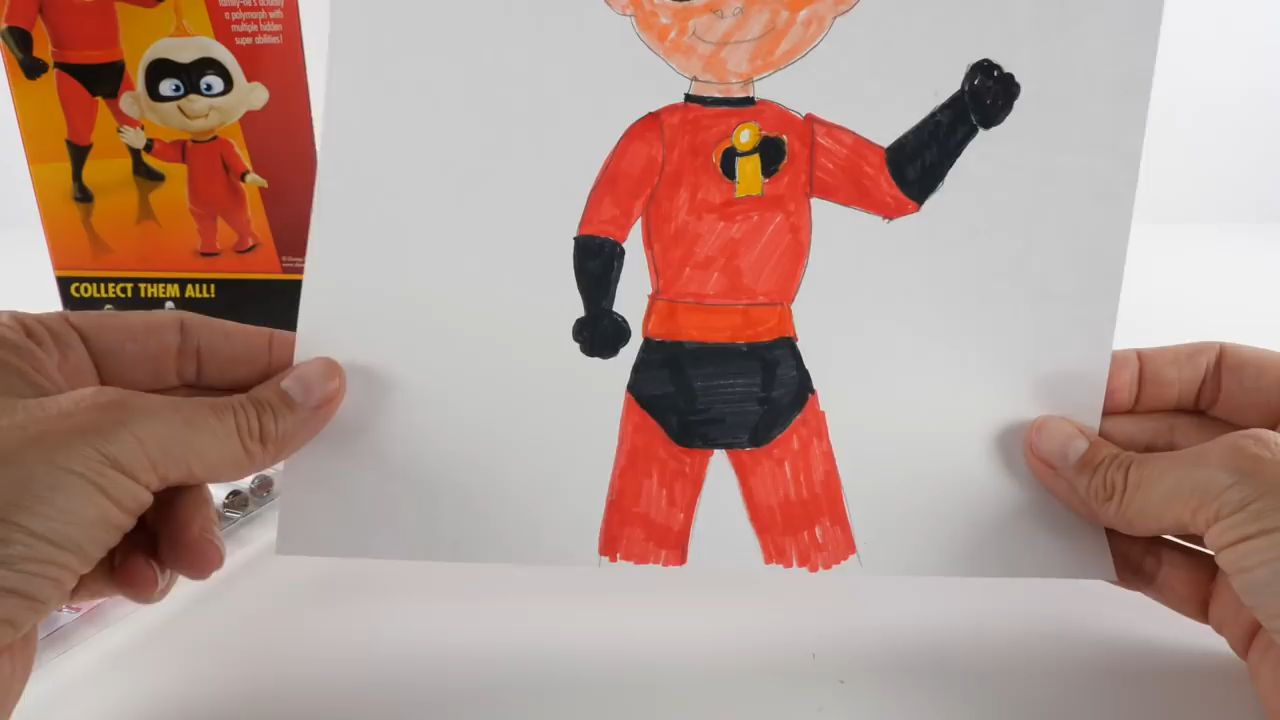 family–he's actually
a polymorph with
multiple hidden
super abilities!
COLLECT THEM ALL!